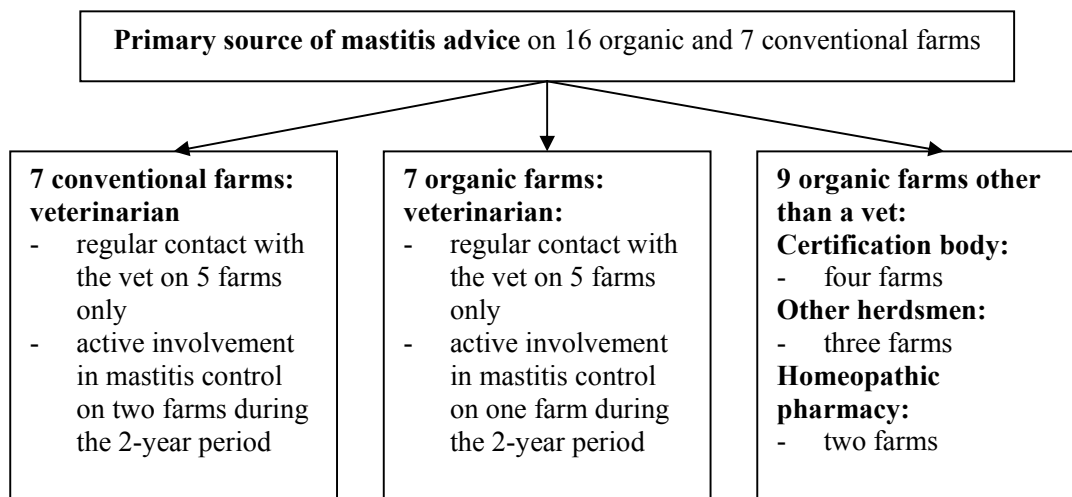 Primary source of mastitis advice on 16 organic and 7 conventional farms
7 conventional farms:
veterinarian
- regular contact with
the vet on 5 farms
only
- active involvement
in mastitis control
on two farms during
the 2-year period
7 organic farms:
veterinarian:
- regular contact with
the vet on 5 farms
only
- active involvement
in mastitis control
on one farm during
the 2-year period
9 organic farms other
than a vet:
Certification body:
- four farms
Other herdsmen:
- three farms
Homeopathic
pharmacy:
- two farms